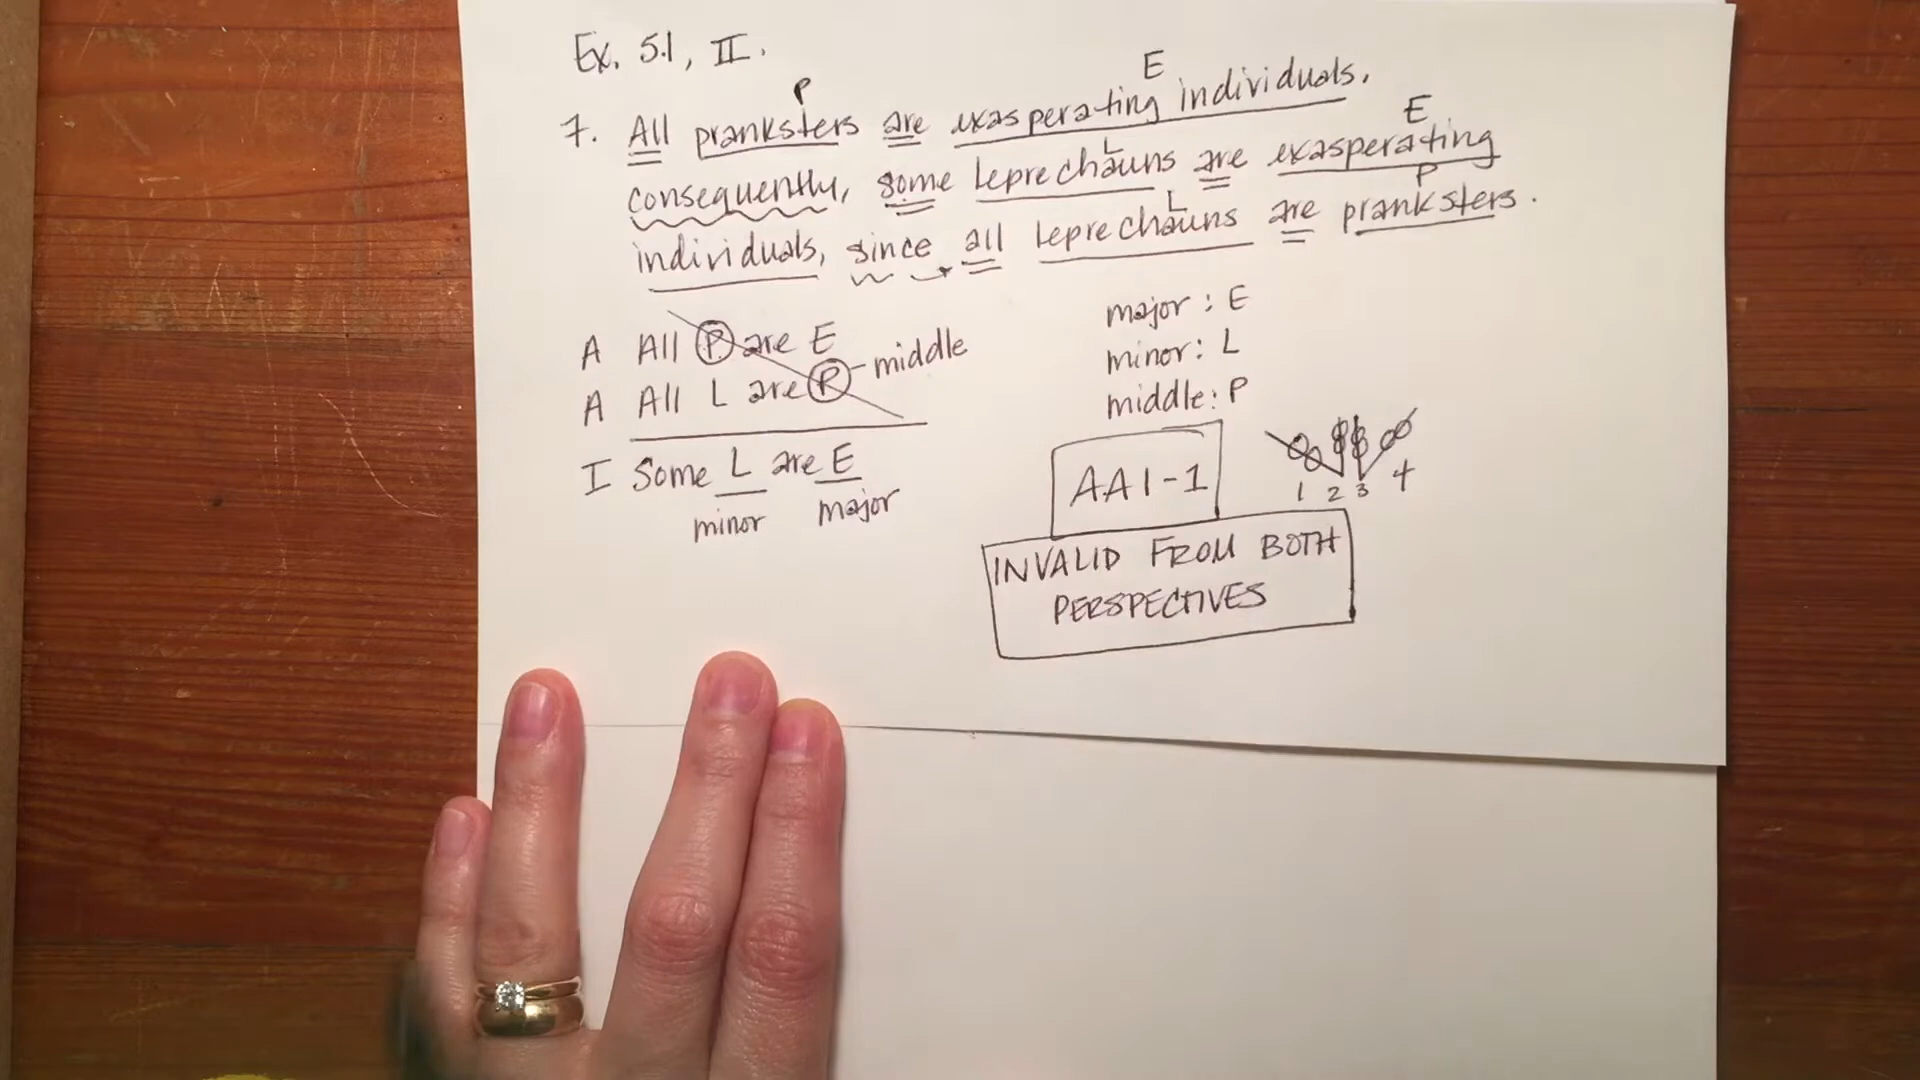 Ex. 5.1, II.
P E
7. All pranksters are exasperating individuals.
L E
consequently, some leprechauns are exasperating
L P
individuals, since all leprechauns are pranksters.
A All P are E
A All L are P - middle
I Some L are E
minor major
major: E
minor: L
middle: P
AAI-1
1 2 3 4
INVALID FROM BOTH
PERSPECTIVES